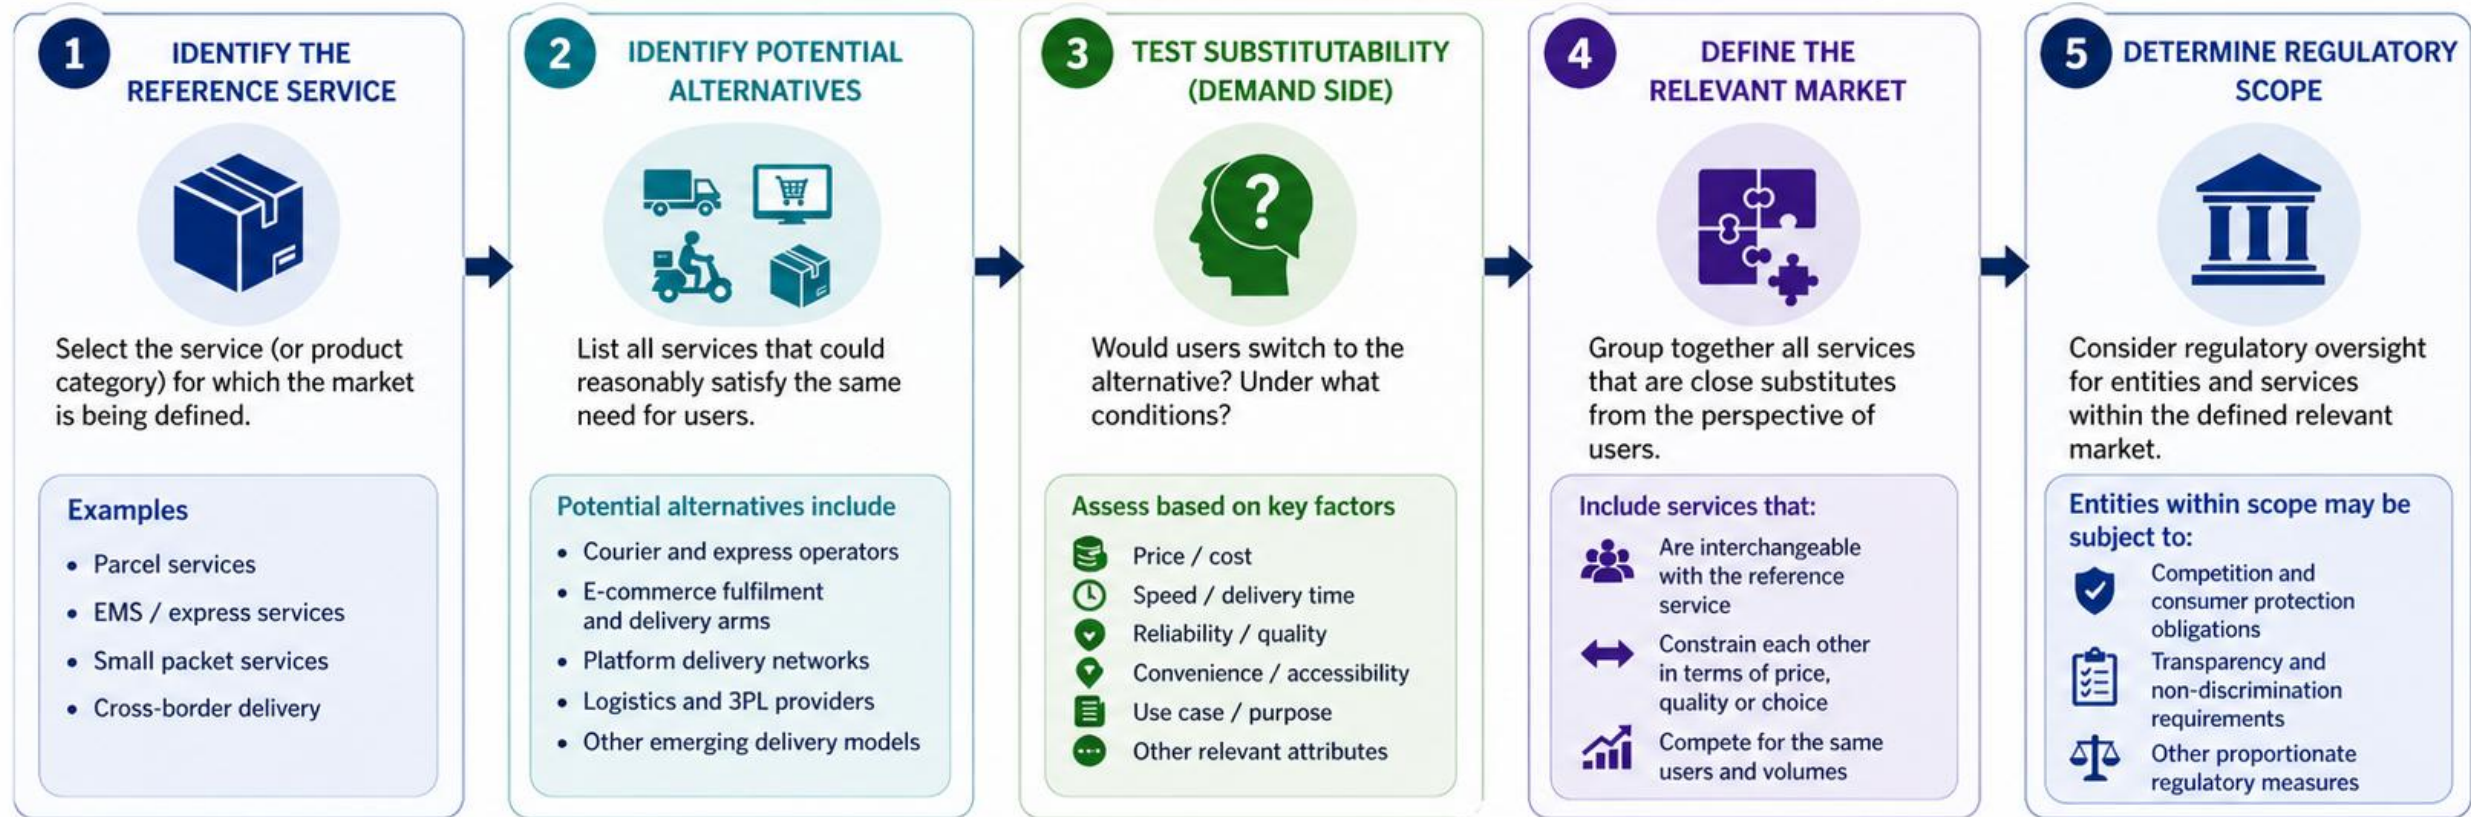 1
IDENTIFY THE
REFERENCE SERVICE
Select the service (or product
category) for which the market
is being defined.
Examples
• Parcel services
• EMS / express services
• Small packet services
• Cross-border delivery
2
IDENTIFY POTENTIAL
ALTERNATIVES
List all services that could
reasonably satisfy the same
need for users.
Potential alternatives include
• Courier and express operators
• E-commerce fulfilment
and delivery arms
• Platform delivery networks
• Logistics and 3PL providers
• Other emerging delivery models
3
TEST SUBSTITUTABILITY
(DEMAND SIDE)
?
Would users switch to the
alternative? Under what
conditions?
Assess based on key factors
Price / cost
Speed / delivery time
Reliability / quality
Convenience / accessibility
Use case / purpose
Other relevant attributes
4
DEFINE THE
RELEVANT MARKET
Group together all services
that are close substitutes
from the perspective of
users.
Include services that:
Are interchangeable
with the reference
service
Constrain each other
in terms of price,
quality or choice
Compete for the same
users and volumes
5
DETERMINE REGULATORY
SCOPE
Consider regulatory oversight
for entities and services
within the defined relevant
market.
Entities within scope may be
subject to:
Competition and
consumer protection
obligations
Transparency and
non-discrimination
requirements
Other proportionate
regulatory measures